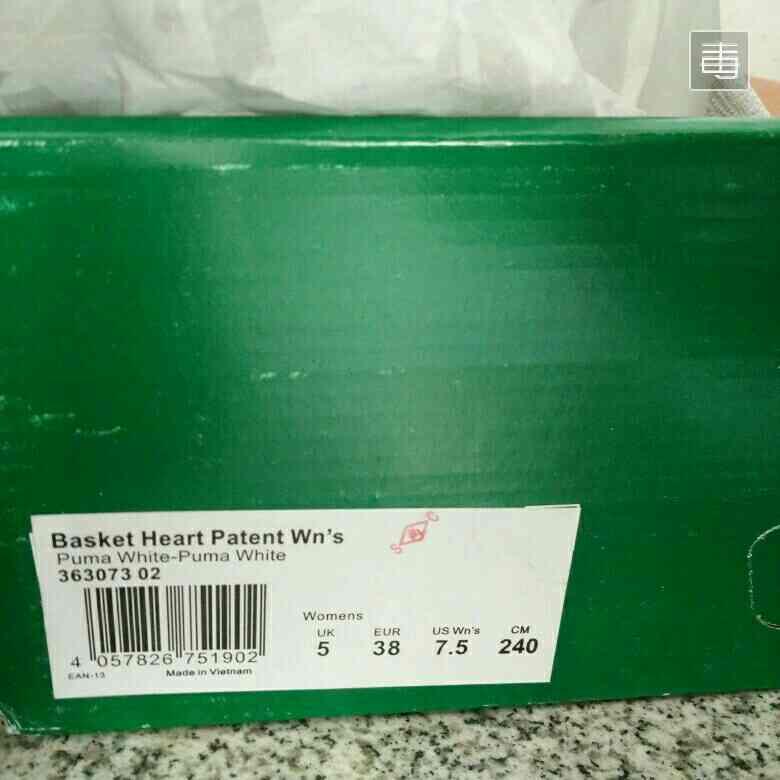 Basket Heart Patent Wn's
Puma White-Puma White
363073 02
Womens
UK EUR US Wn's CM
5 38 7.5 240
4 057826 751902
EAN-13 Made in Vietnam